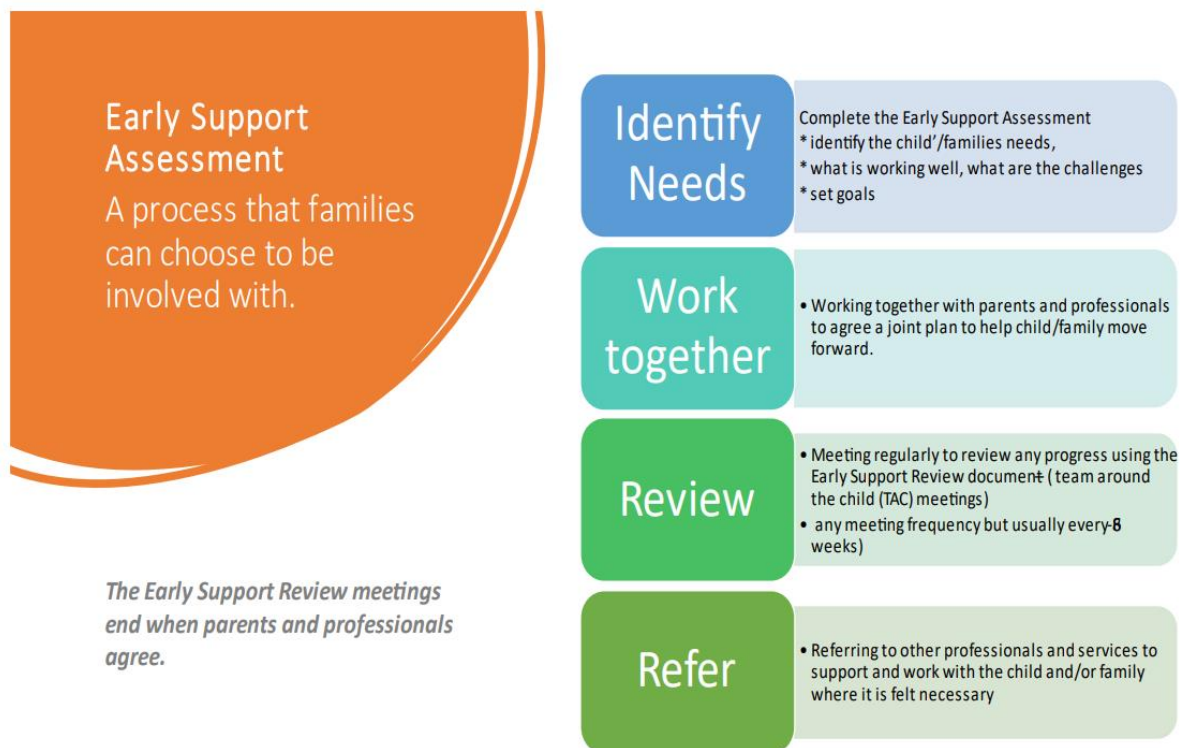 Early Support
Assessment
A process that families
can choose to be
involved with.
The Early Support Review meetings
end when parents and professionals
agree.
Identify
Needs
Complete the Early Support Assessment
* identify the child'/families needs,
* what is working well, what are the challenges
* set goals
Work
together
• Working together with parents and professionals
to agree a joint plan to help child/family move
forward.
Review
• Meeting regularly to review any progress using the
Early Support Review document ( team around
the child (TAC) meetings)
• any meeting frequency but usually every
weeks)
Refer
• Referring to other professionals and services to
support and work with the child and/or family
where it is felt necessary